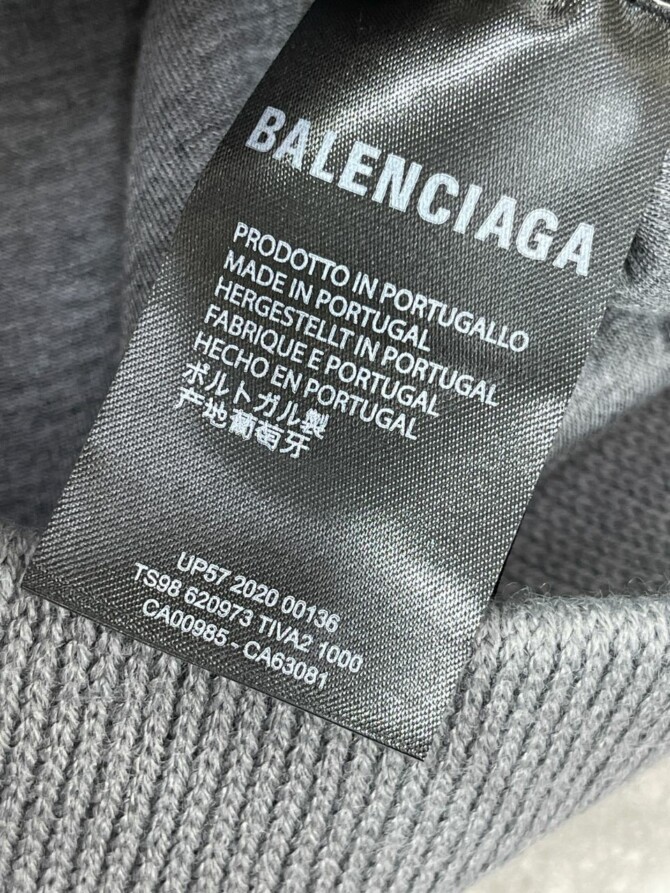 BALENCIAGA
PRODOTTO IN PORTUGALLO
MADE IN PORTUGAL
HERGESTELLT IN PORTUGAL
FABRIQUE E PORTUGAL
HECHO EN PORTUGAL
ポルトガル製
产地葡萄牙
UP57 2020 00136
TS98 620973 TIVA2 1000
CA00985 - CA63081